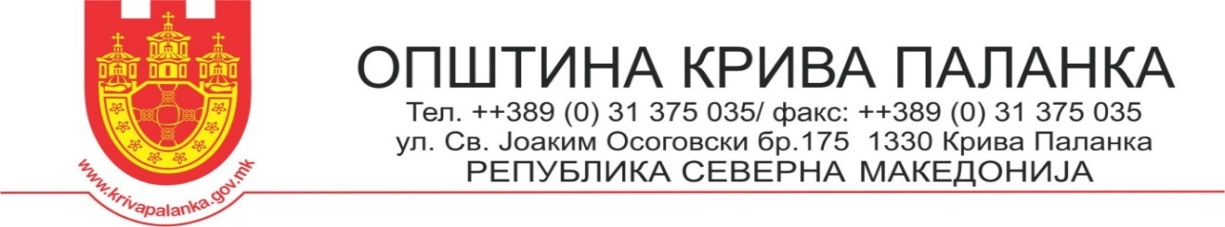 ОПШТИНА КРИВА ПАЛАНКА
Тел. ++389 (0) 31 375 035/ факс: ++389 (0) 31 375 035
ул. Св. Јоаким Осоговски бр.175 1330 Крива Паланка
РЕПУБЛИКА СЕВЕРНА МАКЕДОНИЈА
www.krivapalanka.gov.mk